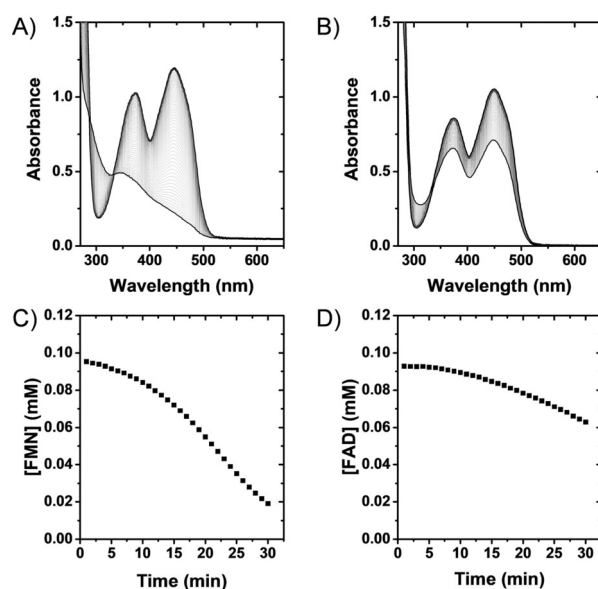 A)
1.5
1.0
0.5
0.0
Absorbance
300 400 500 600
Wavelength (nm)
B)
1.5
1.0
0.5
0.0
Absorbance
300 400 500 600
Wavelength (nm)
C)
0.12
0.10
0.08
0.06
0.04
0.02
0.00
[FMN] (mM)
0 5 10 15 20 25 30
Time (min)
D)
0.12
0.10
0.08
0.06
0.04
0.02
0.00
[FAD] (mM)
0 5 10 15 20 25 30
Time (min)